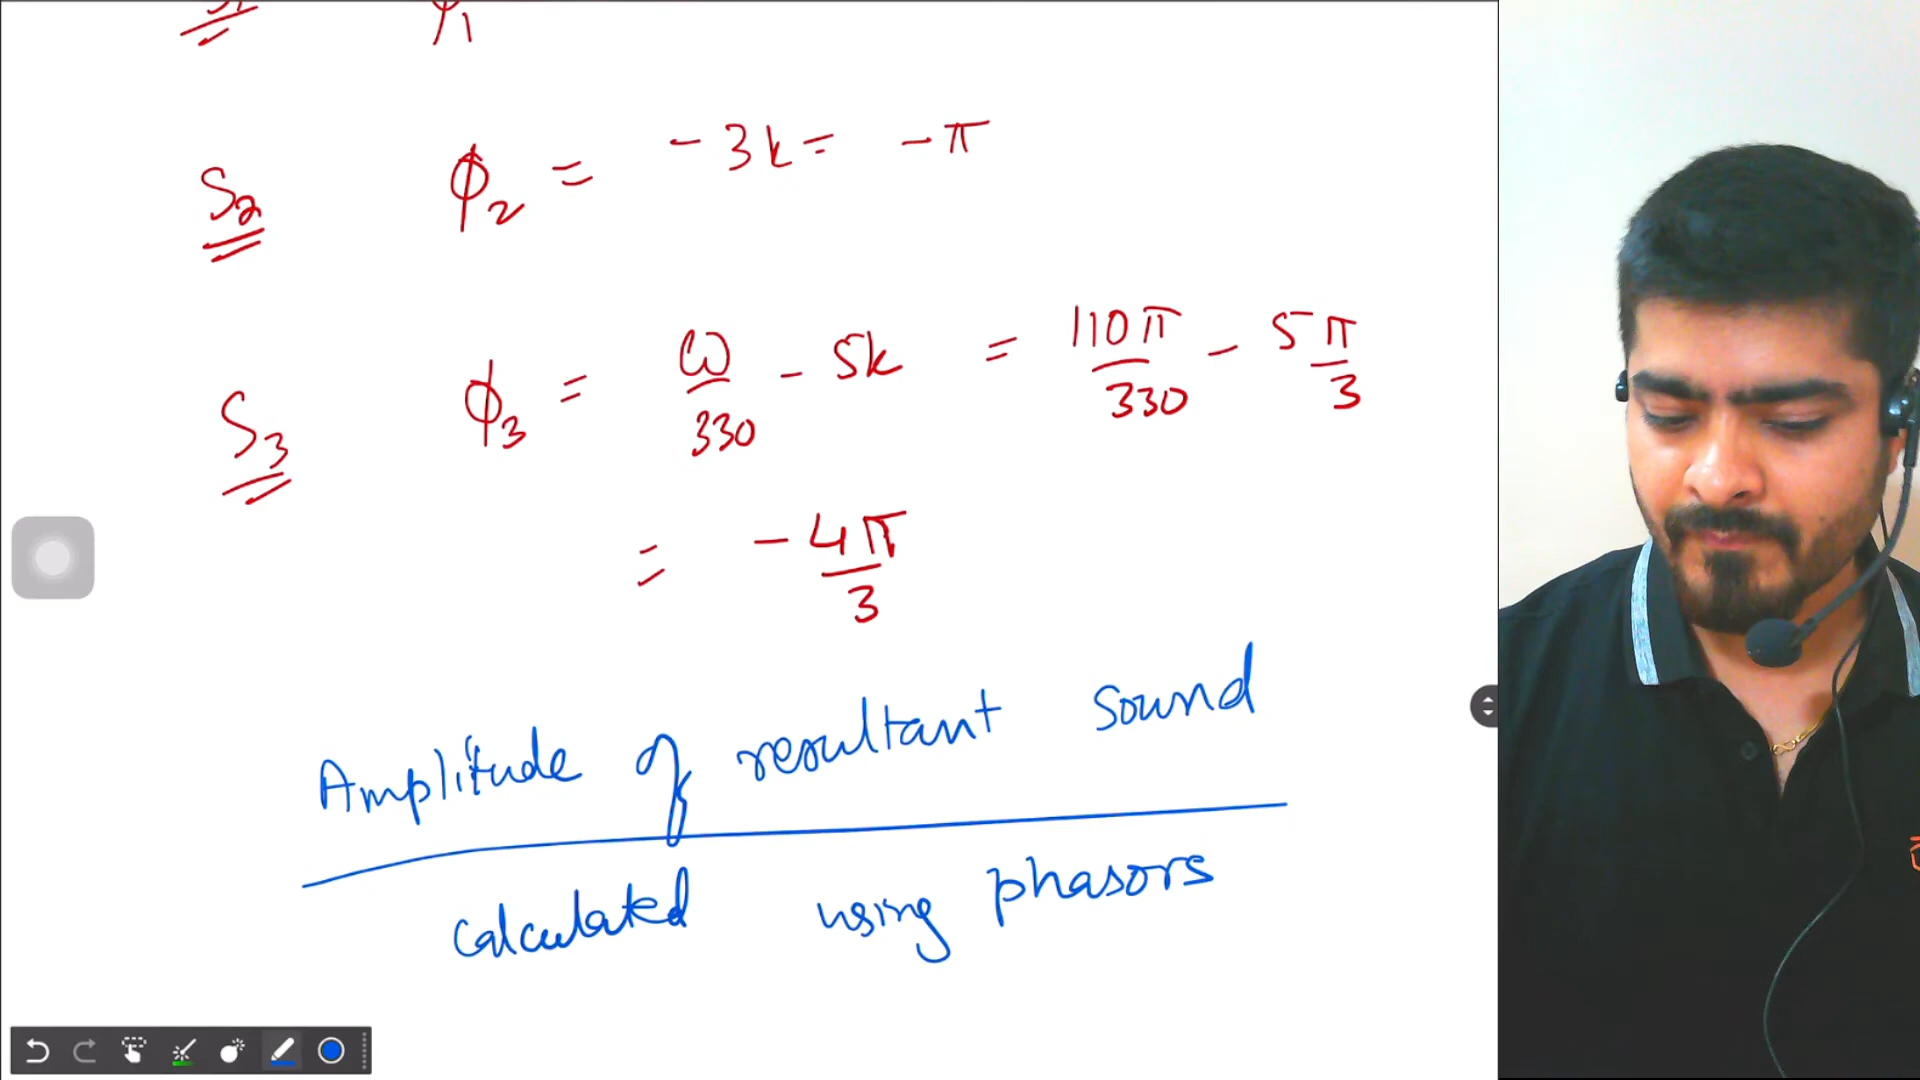 S₂ ϕ₂ = -3k = -π
S₃ ϕ₃ = ω/330 - 5k = 110π/330 - 5π/3
= -4π/3
Amplitude of resultant sound
calculated using phasors